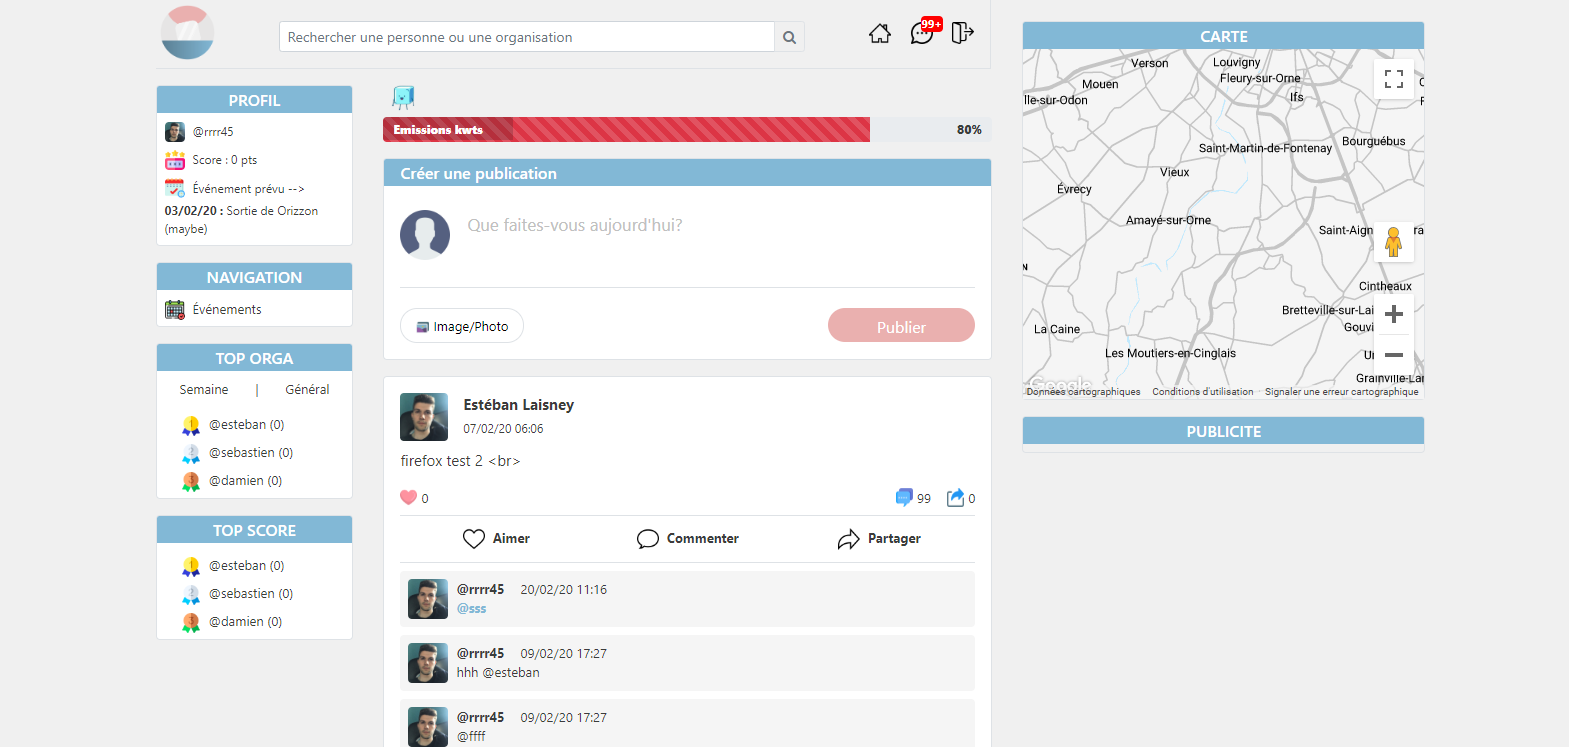 Rechercher une personne ou une organisation
99+
PROFIL
@rrrr45
Score : 0 pts
Événement prévu -->
03/02/20 : Sortie de Orizzon
(maybe)
NAVIGATION
Événements
TOP ORGA
Semaine | Général
@esteban (0)
@sebastien (0)
@damien (0)
TOP SCORE
@esteban (0)
@sebastien (0)
@damien (0)
Emissions kwts 80%
Créer une publication
Que faites-vous aujourd'hui?
Image/Photo
Publier
Estéban Laisney
07/02/20 06:06
firefox test 2 <br>
0 99 0
Aimer Commenter Partager
@rrrr45 20/02/20 11:16
@sss
@rrrr45 09/02/20 17:27
hhh @esteban
@rrrr45 09/02/20 17:27
@ffff
CARTE
Verson
Louvigny
Fleury-sur-Orne
Mouen
Ifs
lle-sur-Odon
Bourguébus
Saint-Martin-de-Fontenay
Vieux
Évrecy
Amayé-sur-Orne
Saint-Aign
Cintheaux
Bretteville-sur-Lai
Gouvi
La Caine
Les Moutiers-en-Cinglais
Grainville-Lan
Google
Données cartographiques Conditions d'utilisation Signaler une erreur cartographique
PUBLICITE